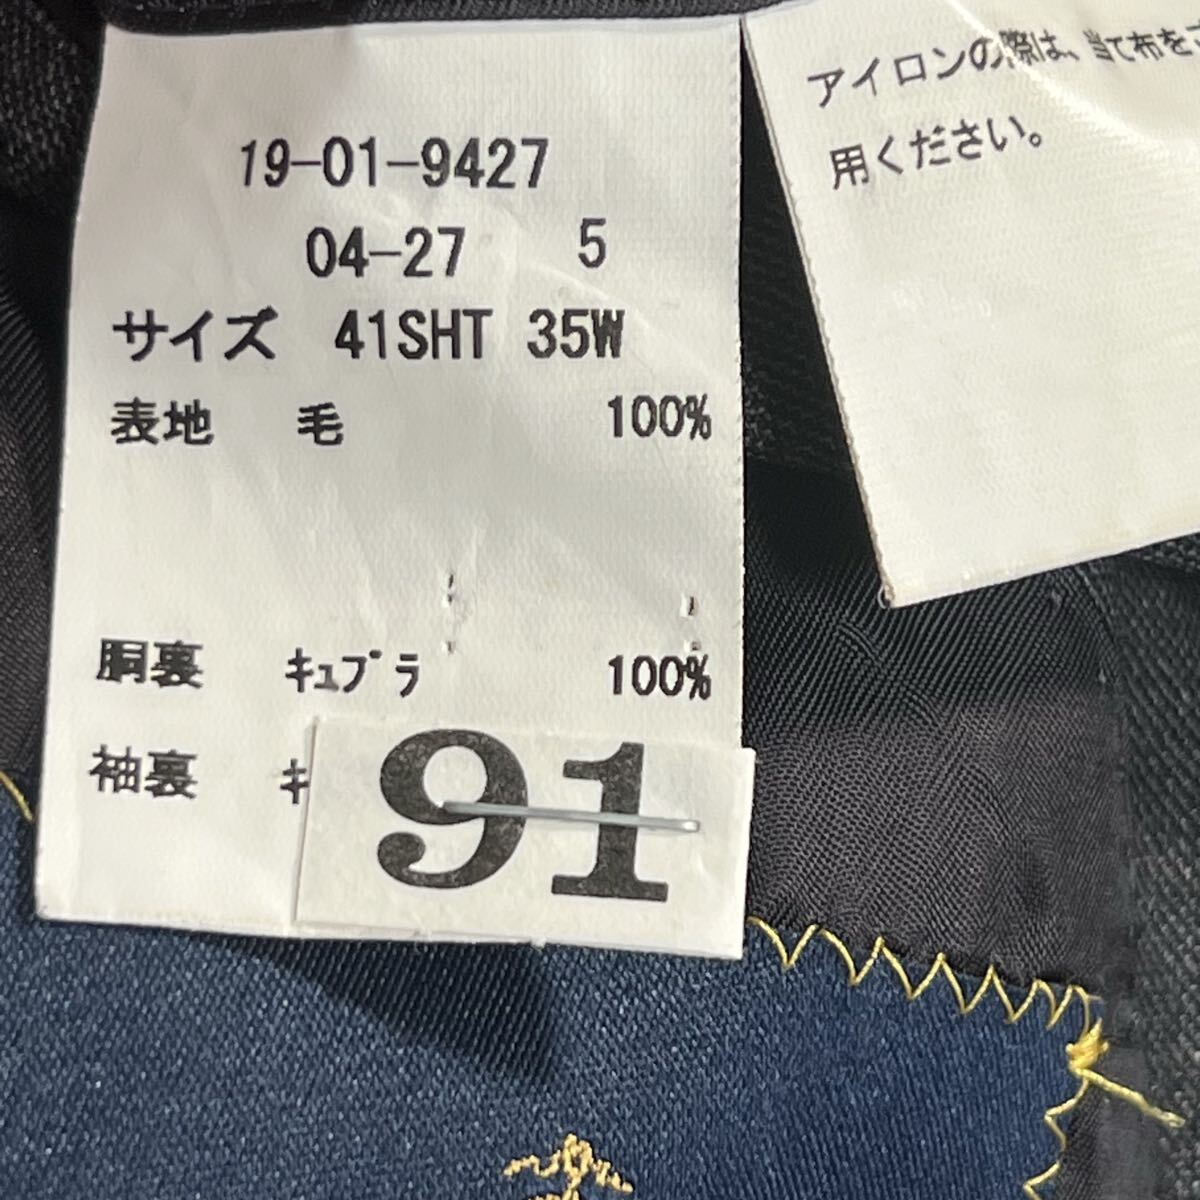 19-01-9427
04-27 5
サイズ 41SHT 35W
表地 毛 100%
胴裏 キュプラ 100%
袖裏 キ
91
アイロンの際は、当て布を
用ください。